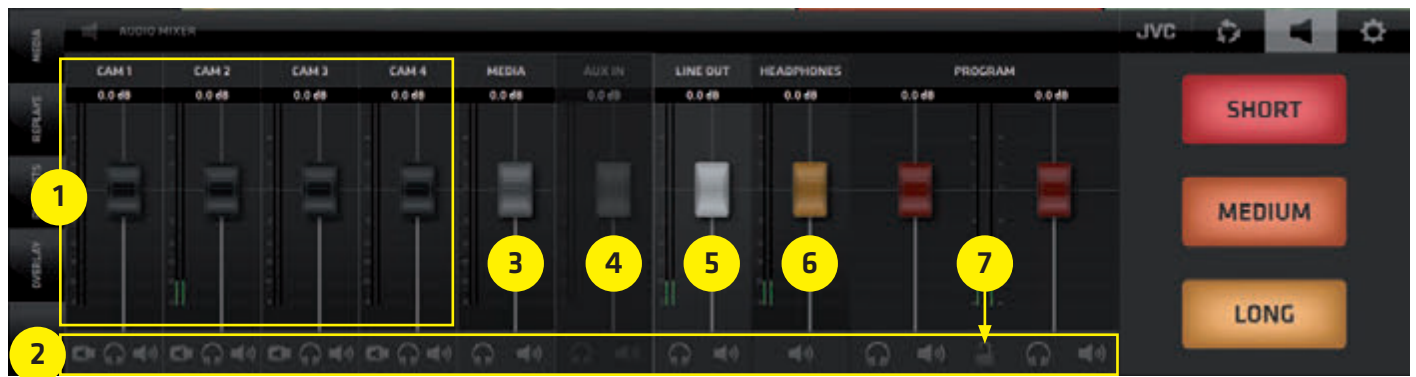 MEDIA
REPLAYS
OVERLAY
AUDIO MIXER
JVC
CAM 1 CAM 2 CAM 3 CAM 4 MEDIA AUX IN LINE OUT HEADPHONES PROGRAM
0.0 dB 0.0 dB 0.0 dB 0.0 dB 0.0 dB 0.0 dB 0.0 dB 0.0 dB 0.0 dB 0.0 dB
SHORT
1
MEDIUM
3 4 5 6 7
LONG
2